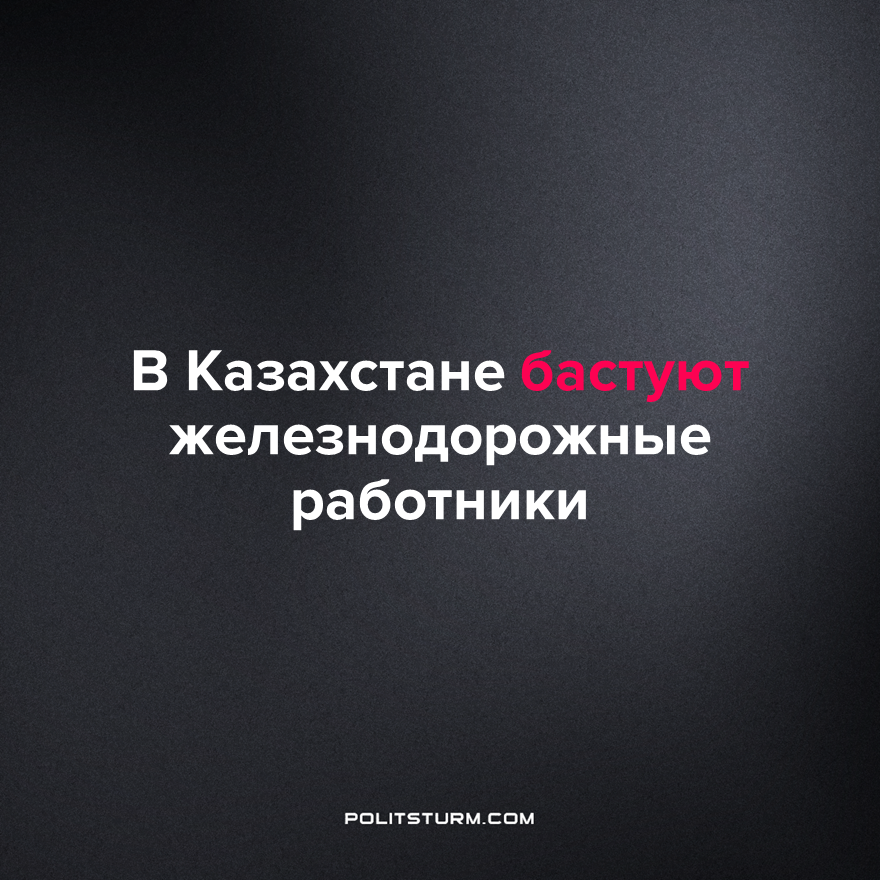 В Казахстане бастуют
железнодорожные
работники
POLITSTURM.COM